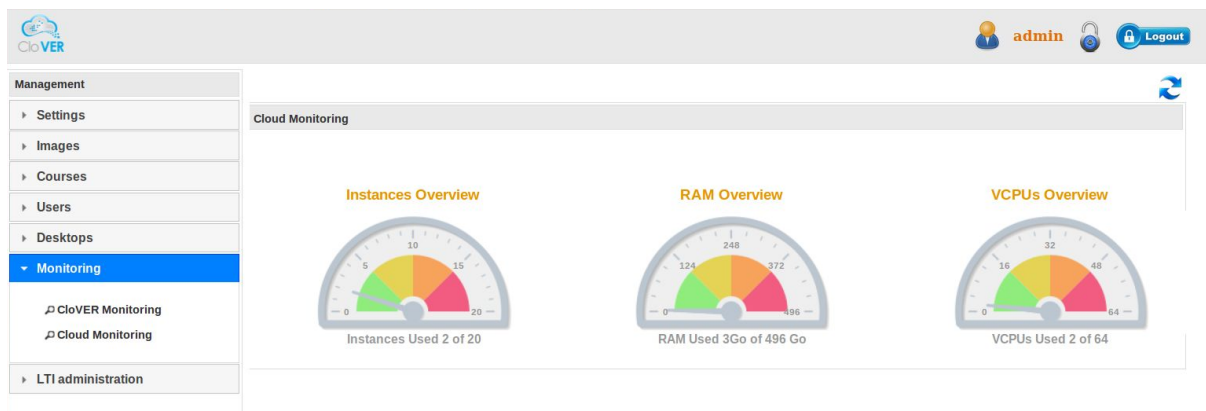 CloVER
admin
Logout
Management
Settings
Images
Courses
Users
Desktops
Monitoring
CloVER Monitoring
Cloud Monitoring
LTI administration
Cloud Monitoring
Instances Overview
0 5 10 15 20
Instances Used 2 of 20
RAM Overview
0 124 248 372 496
RAM Used 3Go of 496 Go
VCPUs Overview
0 16 32 48 64
VCPUs Used 2 of 64